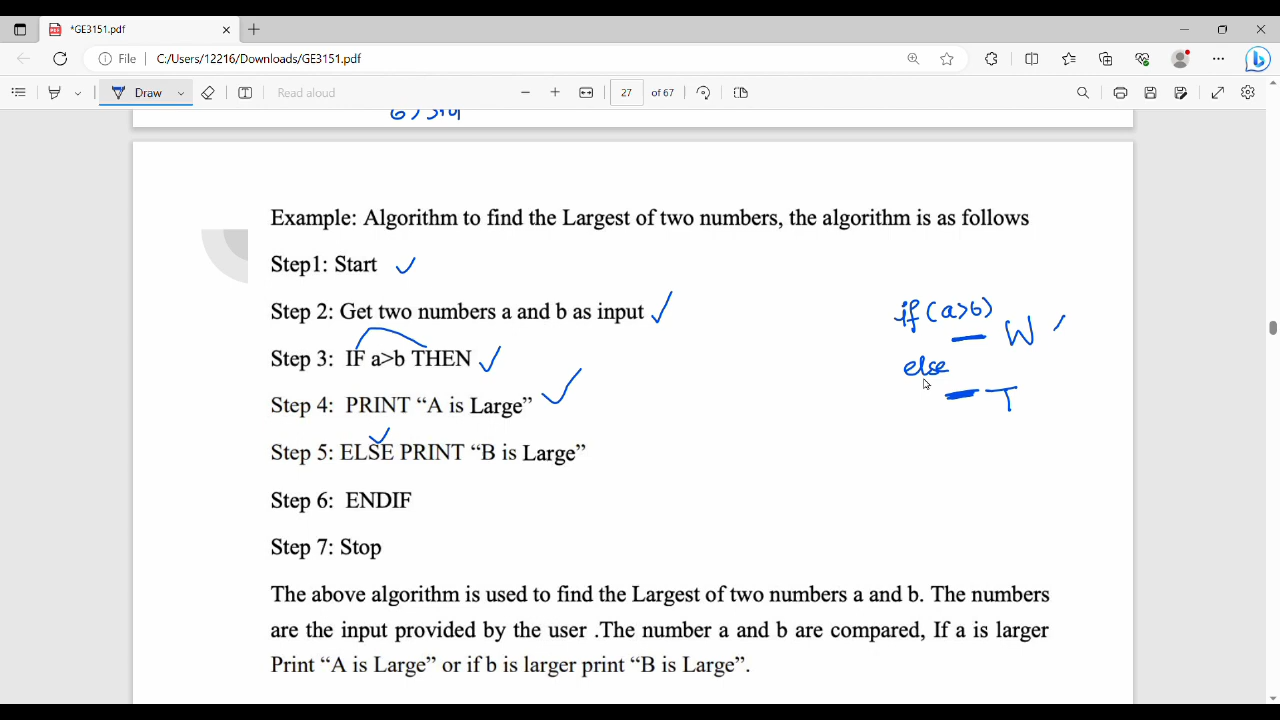 *GE3151.pdf
File C:/Users/12216/Downloads/GE3151.pdf
Draw Read aloud 27 of 67
Example: Algorithm to find the Largest of two numbers, the algorithm is as follows
Step1: Start
Step 2: Get two numbers a and b as input
if (a>b)
W
Step 3: IF a>b THEN
else
T
Step 4: PRINT “A is Large”
Step 5: ELSE PRINT “B is Large”
Step 6: ENDIF
Step 7: Stop
The above algorithm is used to find the Largest of two numbers a and b. The numbers
are the input provided by the user .The number a and b are compared, If a is larger
Print “A is Large” or if b is larger print “B is Large”.